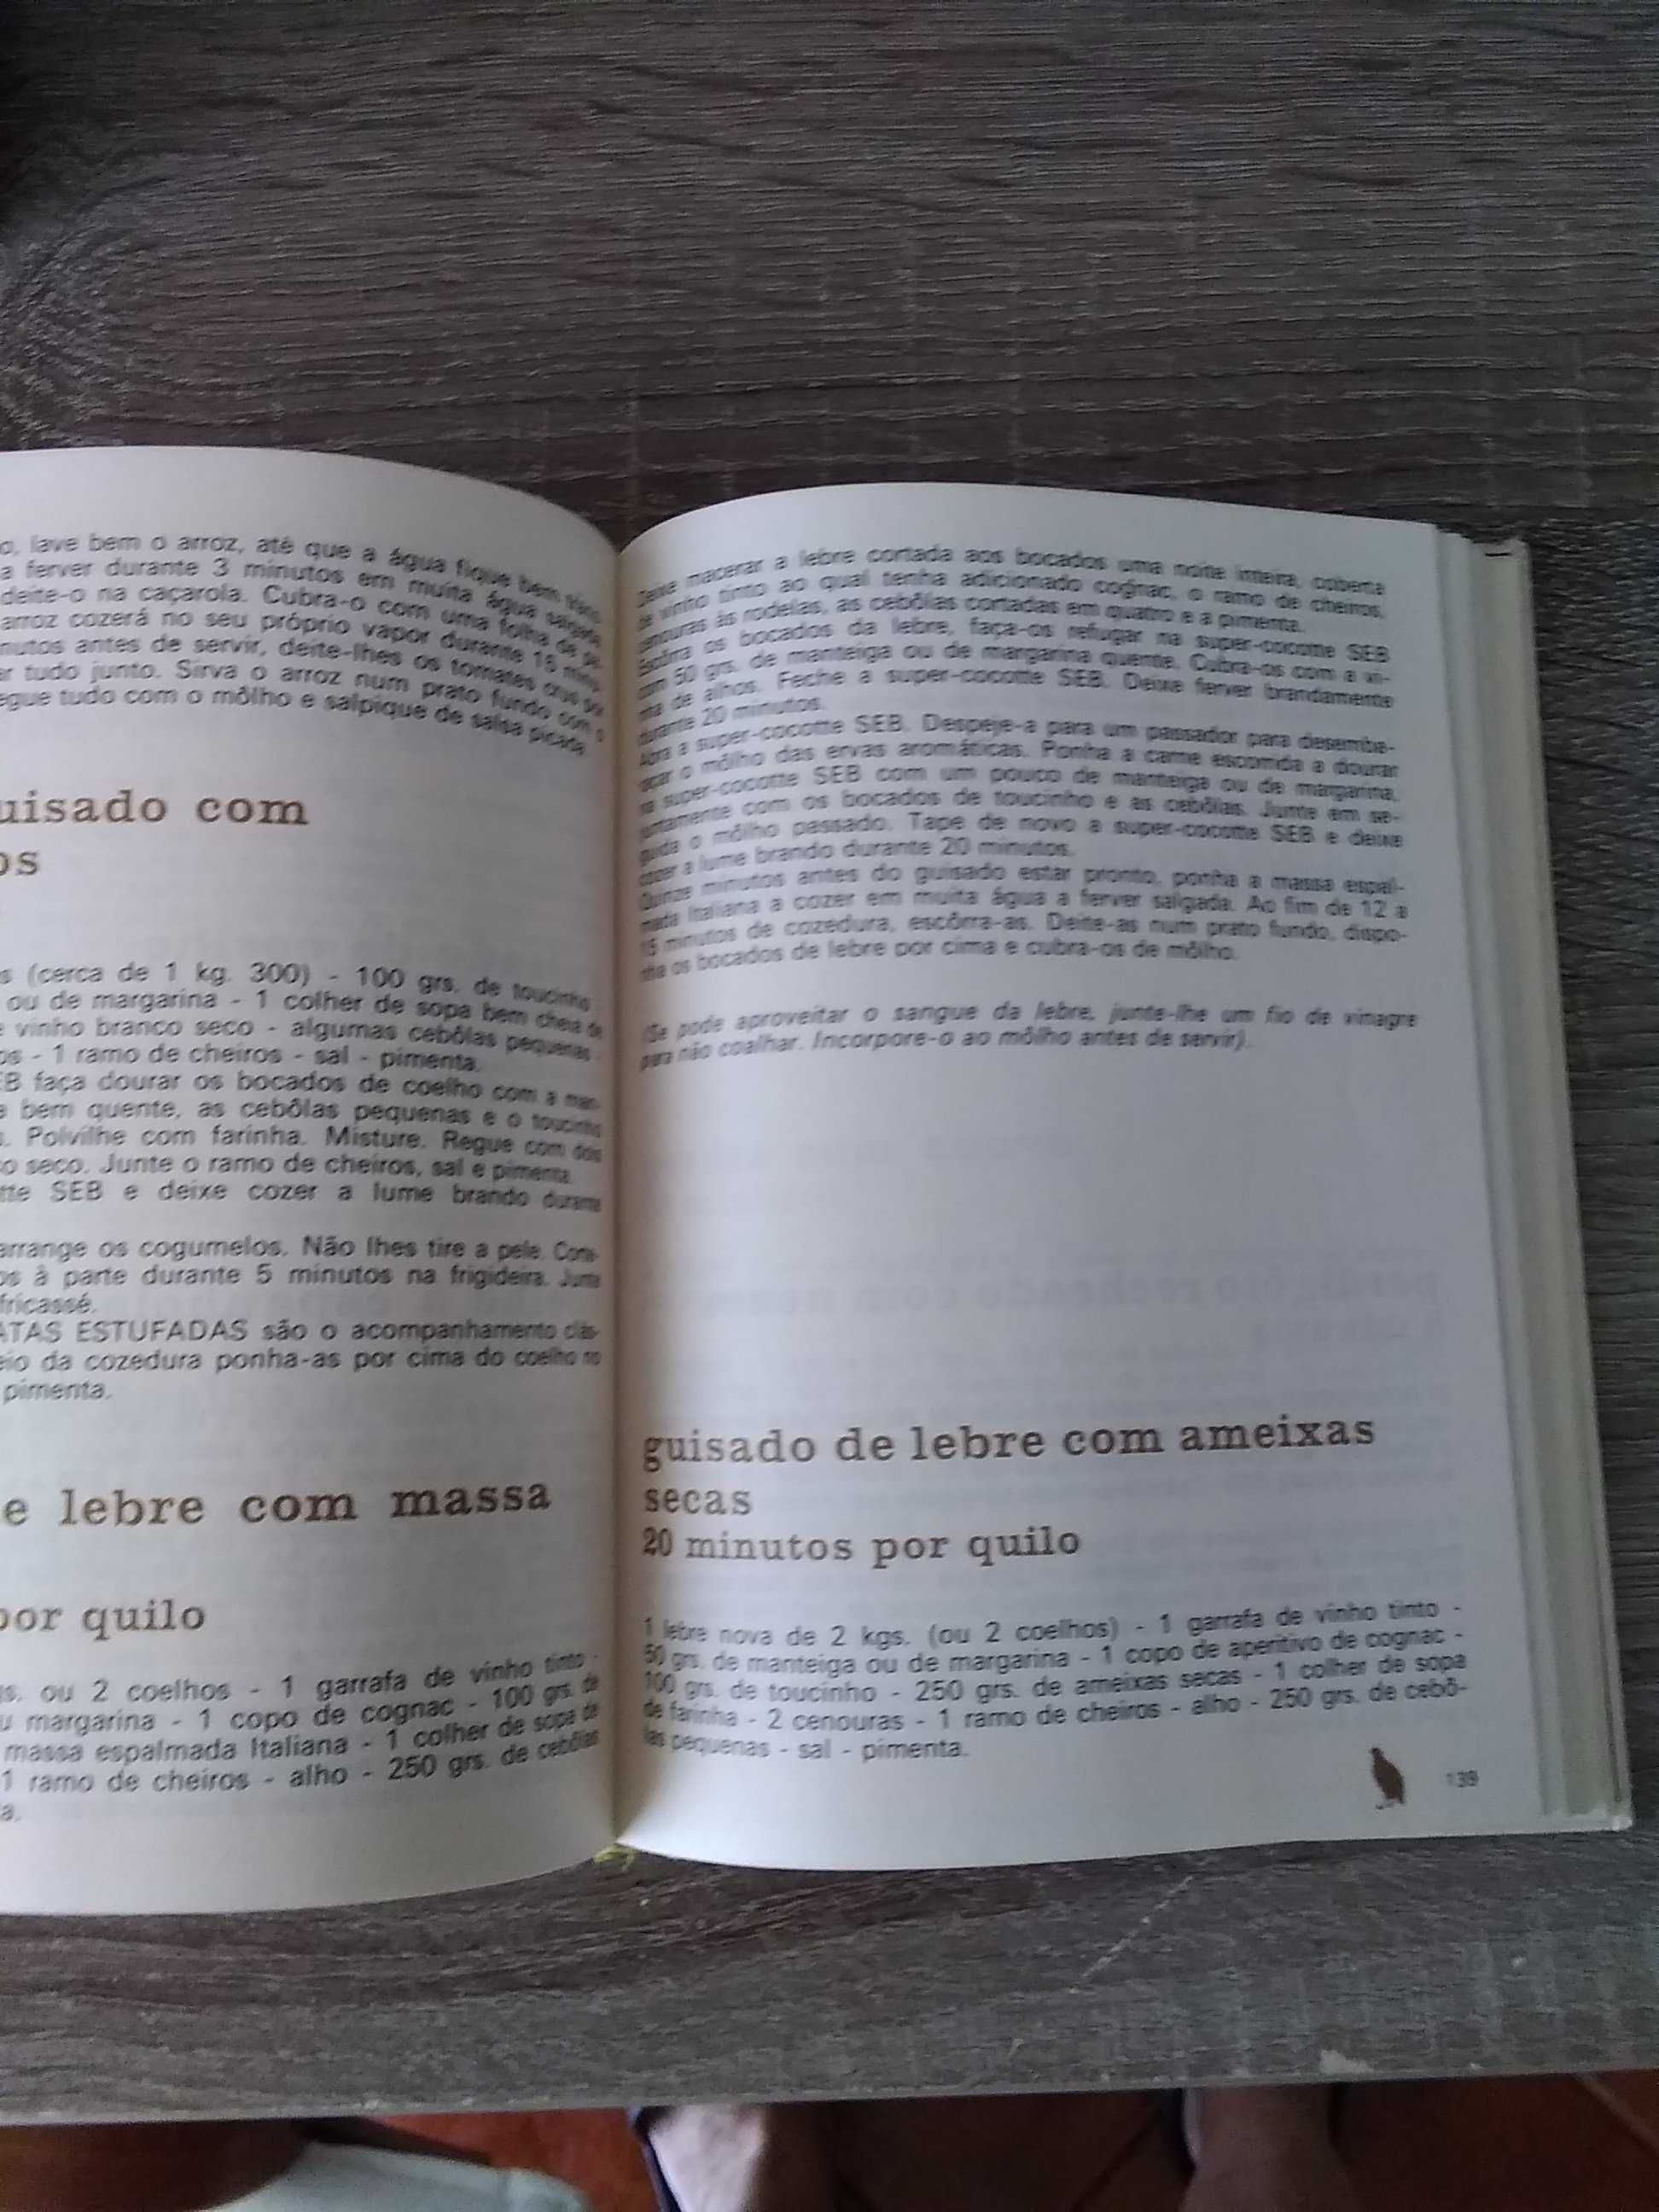 o, lave bem o arroz, até que a água fique bem
a ferver durante 3 minutos em muita água salgada
deite-o na caçarola. Cubra-o com uma folha de
arroz cozerá no seu próprio vapor durante 15
nutos antes de servir, deite-lhes os tomates
er tudo junto. Sirva o arroz num prato fundo com o
egue tudo com o môlho e salpique de salsa picada
uisado com
os
s (cerca de 1 kg. 300) - 100 grs. de toucinho
ou de margarina - 1 colher de sopa bem cheia de
e vinho branco seco - algumas cebôlas pequenas -
os - 1 ramo de cheiros - sal - pimenta.
EB faça dourar os bocados de coelho com a man-
a bem quente, as cebôlas pequenas e o toucinho
s. Polvilhe com farinha. Misture. Regue com dois
co seco. Junte o ramo de cheiros, sal e pimenta.
tte SEB e deixe cozer a lume brando durante
arrange os cogumelos. Não lhes tire a pele.
os à parte durante 5 minutos na frigideira. Junte
fricassé.
ATAS ESTUFADAS são o acompanhamento clás-
eio da cozedura ponha-as por cima do coelho no
pimenta.
e lebre com massa
por quilo
gs. ou 2 coelhos - 1 garrafa de vinho tinto -
u margarina - 1 copo de cognac - 100 grs. de
massa espalmada Italiana - 1 colher de sopa de
1 ramo de cheiros - alho - 250 grs. de cebôlas
a.
Deixe macerar a lebre cortada aos bocados uma noite inteira, coberta
de vinho tinto ao qual tenha adicionado cognac, o ramo de cheiros,
cenouras às rodelas, as cebôlas cortadas em quatro e a pimenta.
Escôrra os bocados da lebre, faça-os refugar na super-cocotte SEB
com 50 grs. de manteiga ou de margarina quente. Cubra-os com a vi-
nha de alhos. Feche a super-cocotte SEB. Deixe ferver brandamente
durante 20 minutos.
Abra a super-cocotte SEB. Despeje-a para um passador para desemba-
raçar o môlho das ervas aromáticas. Ponha a carne escorrida a dourar
na super-cocotte SEB com um pouco de manteiga ou de margarina,
juntamente com os bocados de toucinho e as cebôlas. Junte em se-
guida o môlho passado. Tape de novo a super-cocotte SEB e deixe
cozer a lume brando durante 20 minutos.
Quinze minutos antes do guisado estar pronto, ponha a massa espal-
mada Italiana a cozer em muita água a ferver salgada. Ao fim de 12 a
15 minutos de cozedura, escôrra-as. Deite-as num prato fundo, dispo-
nha os bocados de lebre por cima e cubra-os de môlho.
(Se pode aproveitar o sangue da lebre, junte-lhe um fio de vinagre
para não coalhar. Incorpore-o ao môlho antes de servir).
guisado de lebre com ameixas
secas
20 minutos por quilo
1 lebre nova de 2 kgs. (ou 2 coelhos) - 1 garrafa de vinho tinto -
50 grs. de manteiga ou de margarina - 1 copo de aperitivo de cognac -
100 grs. de toucinho - 250 grs. de ameixas secas - 1 colher de sopa
de farinha - 2 cenouras - 1 ramo de cheiros - alho - 250 grs. de cebô-
las pequenas - sal - pimenta.
139